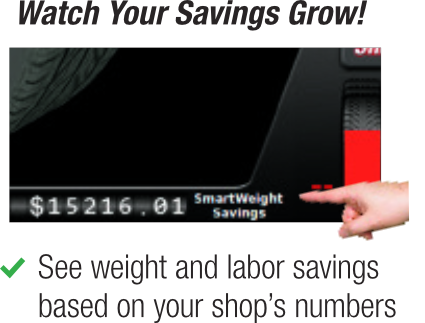 Watch Your Savings Grow!
$15216.01 SmartWeight
Savings
See weight and labor savings
based on your shop's numbers